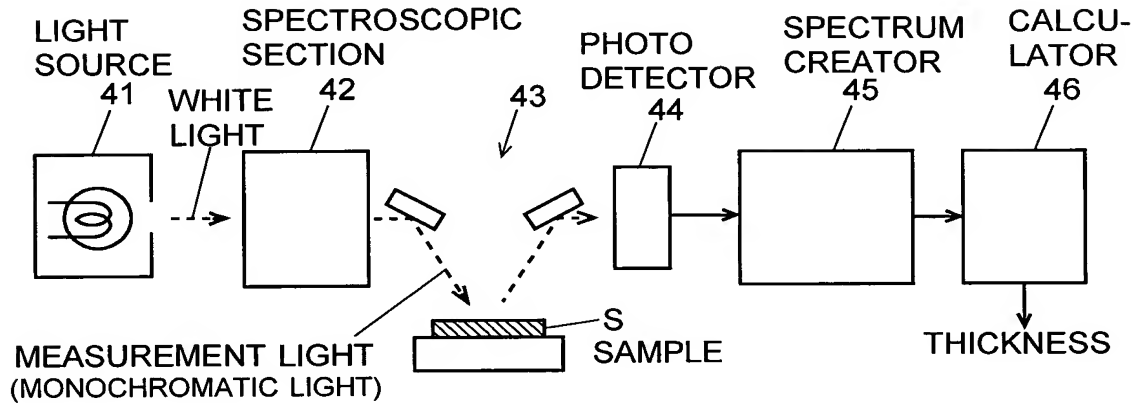 LIGHT
SOURCE
41
WHITE
LIGHT
SPECTROSCOPIC
SECTION
42
43
PHOTO
DETECTOR
44
SPECTRUM
CREATOR
45
CALCU-
LATOR
46
S
SAMPLE
MEASUREMENT LIGHT
(MONOCHROMATIC LIGHT)
THICKNESS